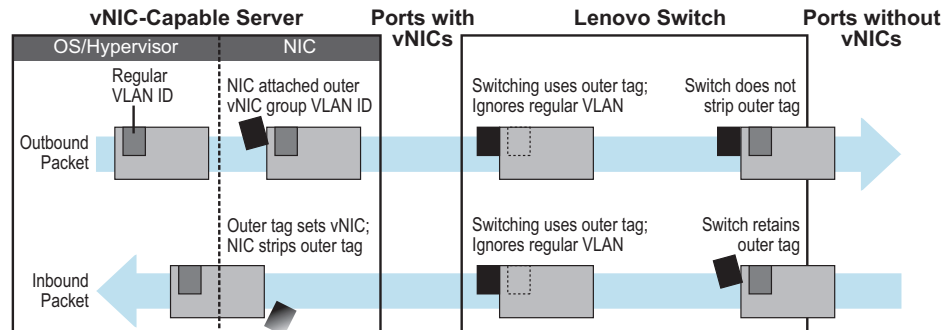 vNIC-Capable Server
Ports with
vNICs
Lenovo Switch
Ports without
vNICs
OS/Hypervisor
NIC
Regular
VLAN ID
NIC attached outer
vNIC group VLAN ID
Switching uses outer tag;
Ignores regular VLAN
Switch does not
strip outer tag
Outbound
Packet
Outer tag sets vNIC;
NIC strips outer tag
Switching uses outer tag;
Ignores regular VLAN
Switch retains
outer tag
Inbound
Packet